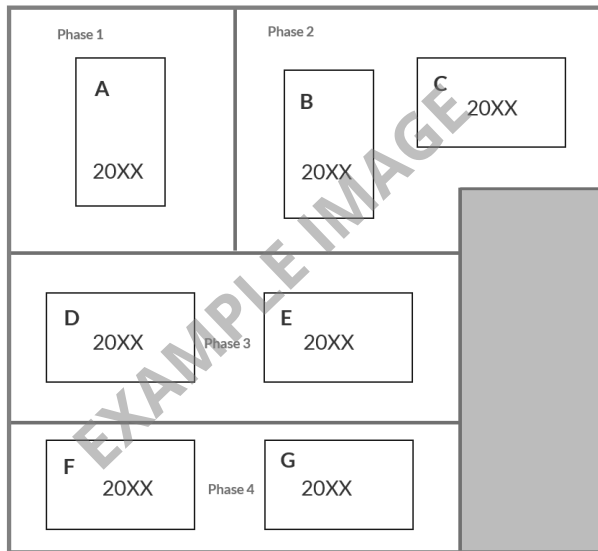 Phase 1
Phase 2
A
20XX
B
20XX
C
20XX
D
20XX
Phase 3
E
20XX
F
20XX
Phase 4
G
20XX
EXAMPLE IMAGE